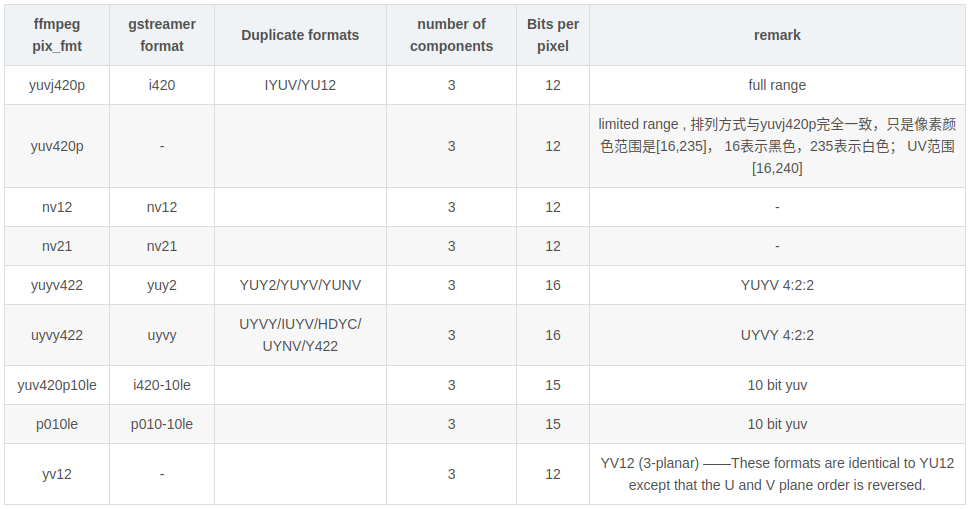 ffmpeg pix_fmt gstreamer format Duplicate formats number of components Bits per pixel remark
yuvj420p i420 IYUV/YU12 3 12 full range
yuv420p - 3 12 limited range , 排列方式与yuvj420p完全一致，只是像素颜
色范围是[16,235]， 16表示黑色，235表示白色； UV范围
[16,240]
nv12 nv12 3 12 -
nv21 nv21 3 12 -
yuyv422 yuy2 YUY2/YUYV/YUNV 3 16 YUYV 4:2:2
uyvy422 uyvy UYVY/IUYV/HDYC/
UYNV/Y422 3 16 UYVY 4:2:2
yuv420p10le i420-10le 3 15 10 bit yuv
p010le p010-10le 3 15 10 bit yuv
yv12 - 3 12 YV12 (3-planar) ——These formats are identical to YU12
except that the U and V plane order is reversed.